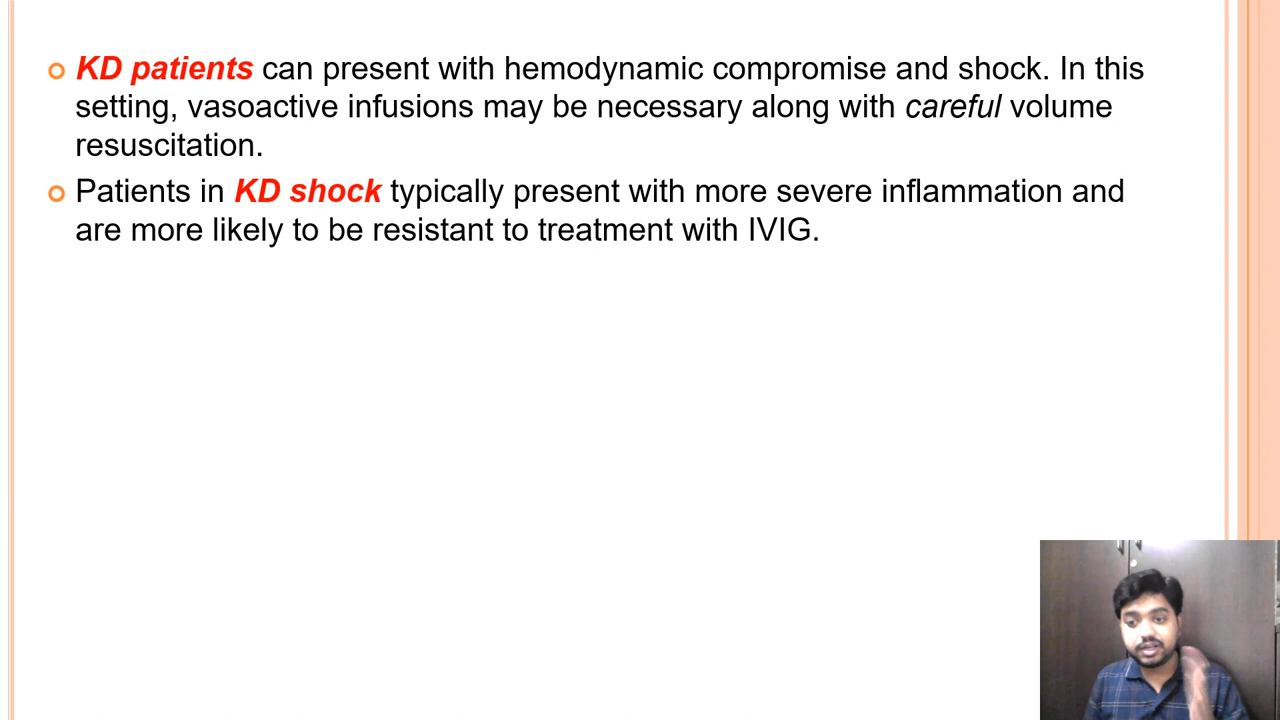 KD patients can present with hemodynamic compromise and shock. In this
setting, vasoactive infusions may be necessary along with careful volume
resuscitation.
Patients in KD shock typically present with more severe inflammation and
are more likely to be resistant to treatment with IVIG.